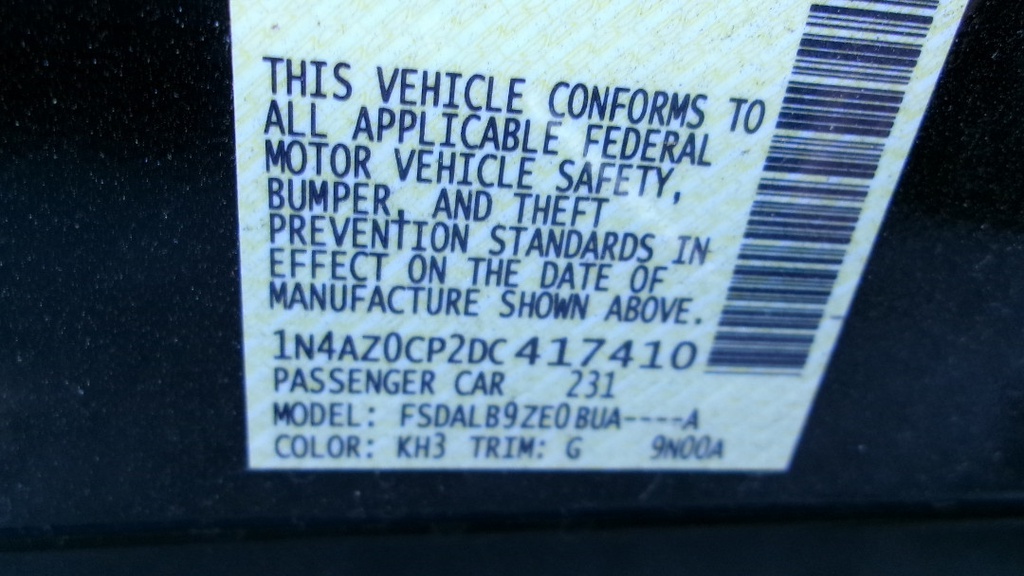 THIS VEHICLE CONFORMS TO
ALL APPLICABLE FEDERAL
MOTOR VEHICLE SAFETY,
BUMPER, AND THEFT
PREVENTION STANDARDS IN
EFFECT ON THE DATE OF
MANUFACTURE SHOWN ABOVE.
1N4AZ0CP2DC417410
PASSENGER CAR 231
MODEL: FSDALB9ZE0BUA----A
COLOR: KH3 TRIM: G 9N00A